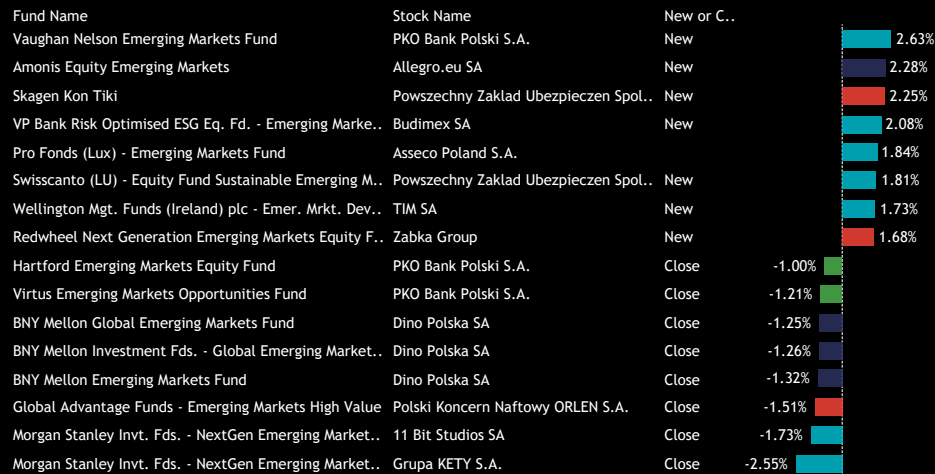 Fund Name Stock Name New or C..
Vaughan Nelson Emerging Markets Fund PKO Bank Polski S.A. New 2.63%
Amonis Equity Emerging Markets Allegro.eu SA New 2.28%
Skagen Kon Tiki Powszechny Zaklad Ubezpieczen Spol.. New 2.25%
VP Bank Risk Optimised ESG Eq. Fd. - Emerging Marke.. Budimex SA New 2.08%
Pro Fonds (Lux) - Emerging Markets Fund Asseco Poland S.A. 1.84%
Swisscanto (LU) - Equity Fund Sustainable Emerging M.. Powszechny Zaklad Ubezpieczen Spol.. New 1.81%
Wellington Mgt. Funds (Ireland) plc - Emer. Mrkt. Dev.. TIM SA New 1.73%
Redwheel Next Generation Emerging Markets Equity F.. Zabka Group New 1.68%
Hartford Emerging Markets Equity Fund PKO Bank Polski S.A. Close -1.00%
Virtus Emerging Markets Opportunities Fund PKO Bank Polski S.A. Close -1.21%
BNY Mellon Global Emerging Markets Fund Dino Polska SA Close -1.25%
BNY Mellon Investment Fds. - Global Emerging Market.. Dino Polska SA Close -1.26%
BNY Mellon Emerging Markets Fund Dino Polska SA Close -1.32%
Global Advantage Funds - Emerging Markets High Value Polski Koncern Naftowy ORLEN S.A. Close -1.51%
Morgan Stanley Invt. Fds. - NextGen Emerging Market.. 11 Bit Studios SA Close -1.73%
Morgan Stanley Invt. Fds. - NextGen Emerging Market.. Grupa KETY S.A. Close -2.55%